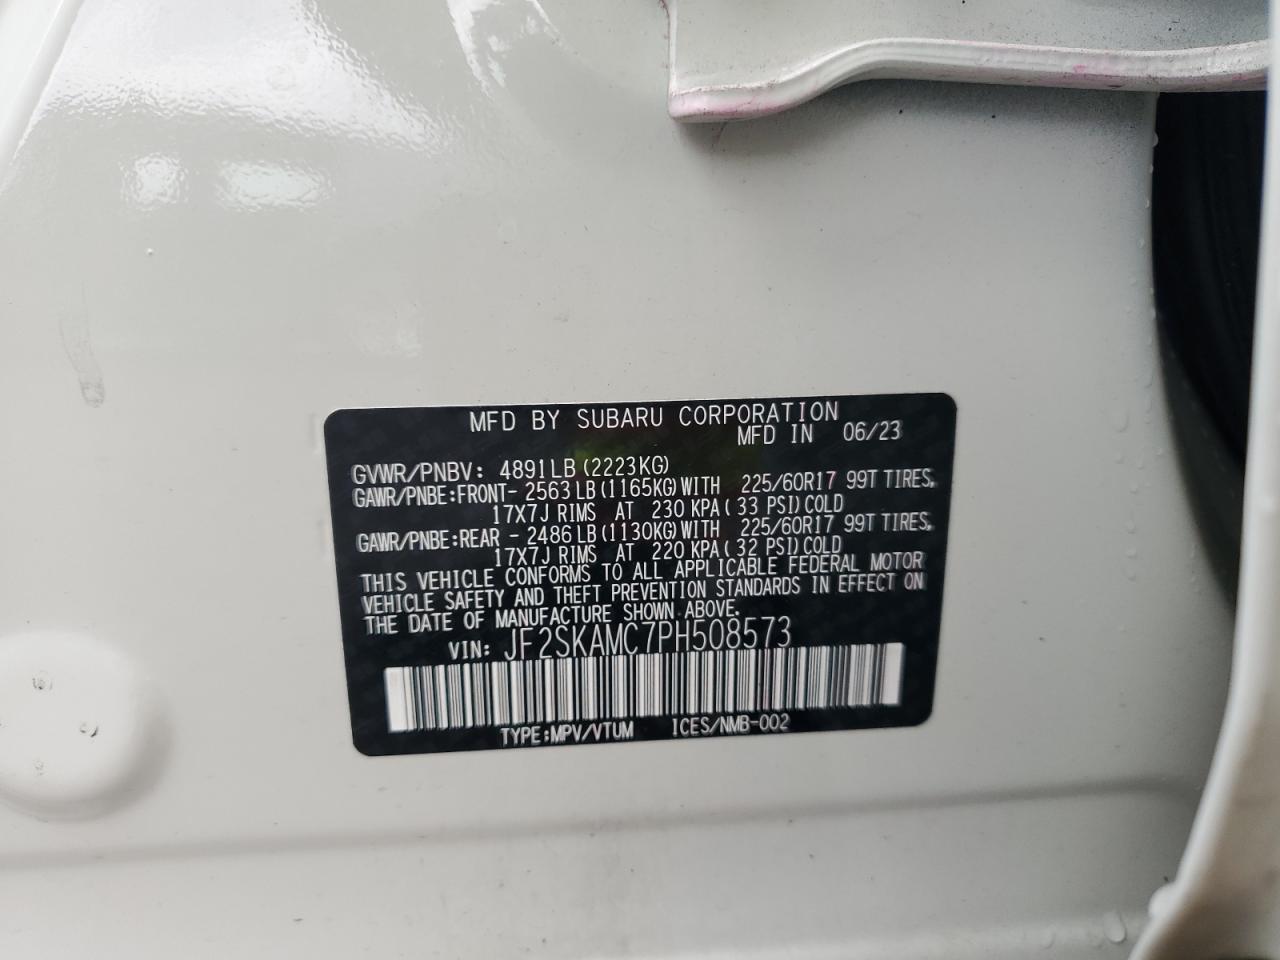 MFD BY SUBARU CORPORATION
MFD IN 06/23
GVWR/PNBV: 4891LB (2223KG)
GAWR/PNBE:FRONT- 2563LB (1165KG) WITH 225/60R17 99T TIRES,
17X7J RIMS AT 230 KPA ( 33 PSI) COLD
GAWR/PNBE:REAR - 2486LB (1130KG) WITH 225/60R17 99T TIRES,
17X7J RIMS AT 220 KPA ( 32 PSI) COLD
THIS VEHICLE CONFORMS TO ALL APPLICABLE FEDERAL MOTOR
VEHICLE SAFETY AND THEFT PREVENTION STANDARDS IN EFFECT ON
THE DATE OF MANUFACTURE SHOWN ABOVE.
VIN: JF2SKAMC7PH508573
TYPE:MPV/VTUM ICES/NMB-002